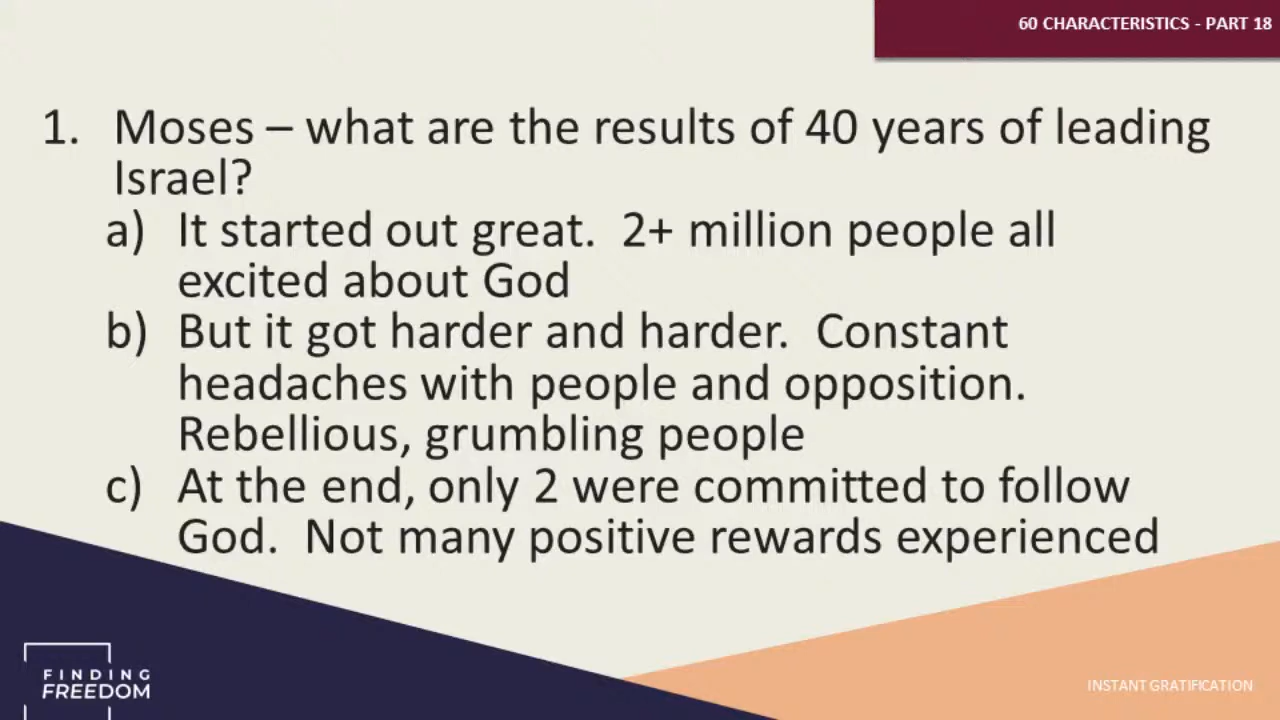 60 CHARACTERISTICS - PART 18
1. Moses – what are the results of 40 years of leading
Israel?
a) It started out great.  2+ million people all
excited about God
b) But it got harder and harder.  Constant
headaches with people and opposition.
Rebellious, grumbling people
c) At the end, only 2 were committed to follow
God.  Not many positive rewards experienced
FINDING
FREEDOM
INSTANT GRATIFICATION